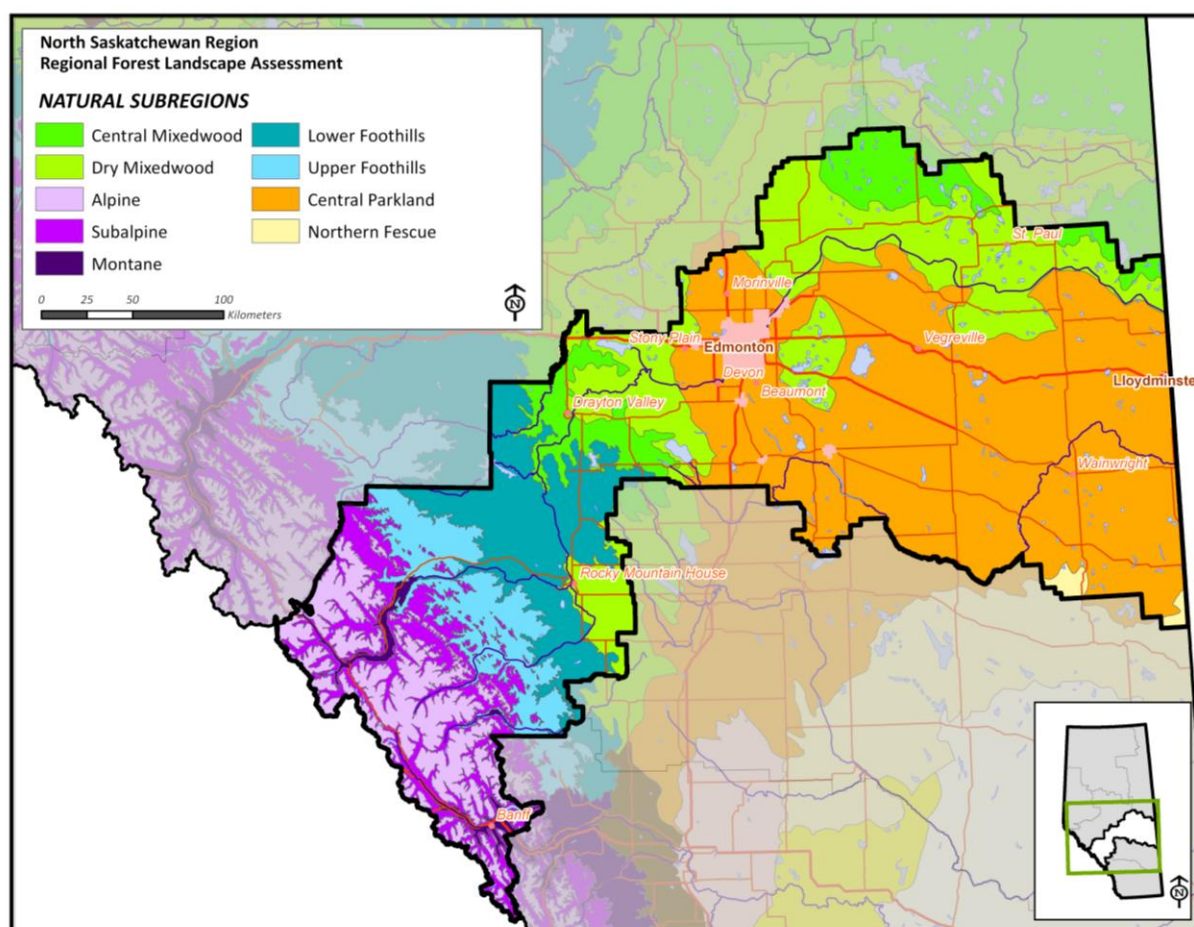 North Saskatchewan Region
Regional Forest Landscape Assessment
NATURAL SUBREGIONS
Central Mixedwood
Dry Mixedwood
Alpine
Subalpine
Montane
Lower Foothills
Upper Foothills
Central Parkland
Northern Fescue
0 25 50 100
Kilometers
N
St. Paul
Morinville
Stony Plain
Edmonton
Vegreville
Devon
Beaumont
Lloydminste
Drayton Valley
Wainwright
Rocky Mountain House
Banff
N